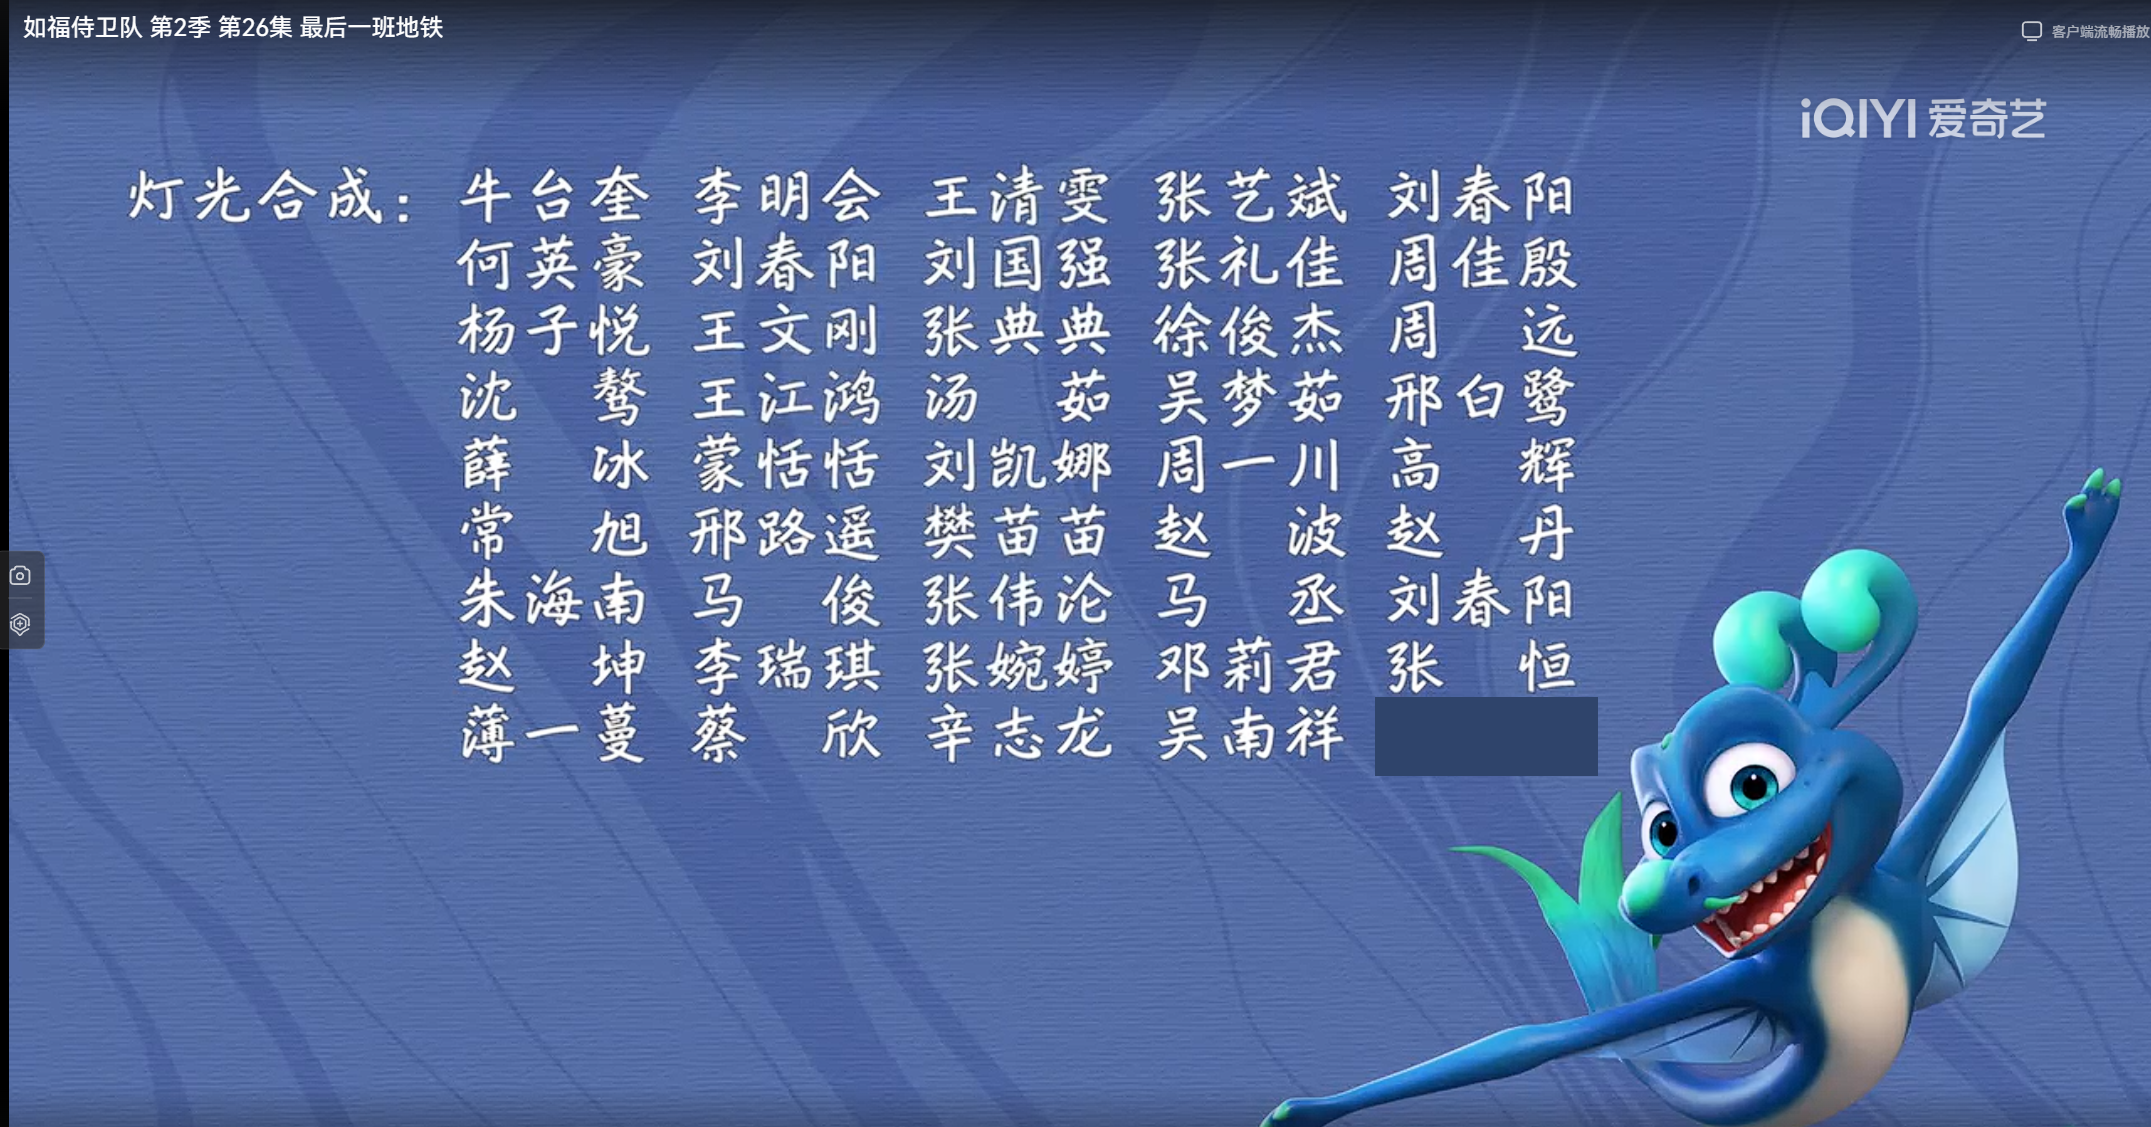 如福侍卫队 第2季 第26集 最后一班地铁
客户端流畅播放
iQIYI 爱奇艺
灯光合成: 牛台奎 李明会 王清雯 张艺斌 刘春阳
何英豪 刘春阳 刘国强 张礼佳 周佳殷
杨子悦 王文刚 张典典 徐俊杰 周 远
沈 骜 王江鸿 汤 茹 吴梦茹 邢白鹭
薛 冰 蒙恬恬 刘凯娜 周一川 高 辉
常 旭 邢路遥 樊苗苗 赵 波 赵 丹
朱海南 马 俊 张伟沦 马 丞 刘春阳
赵 坤 李瑞琪 张婉婷 邓莉君 张 恒
薄一蔓 蔡 欣 辛志龙 吴南祥